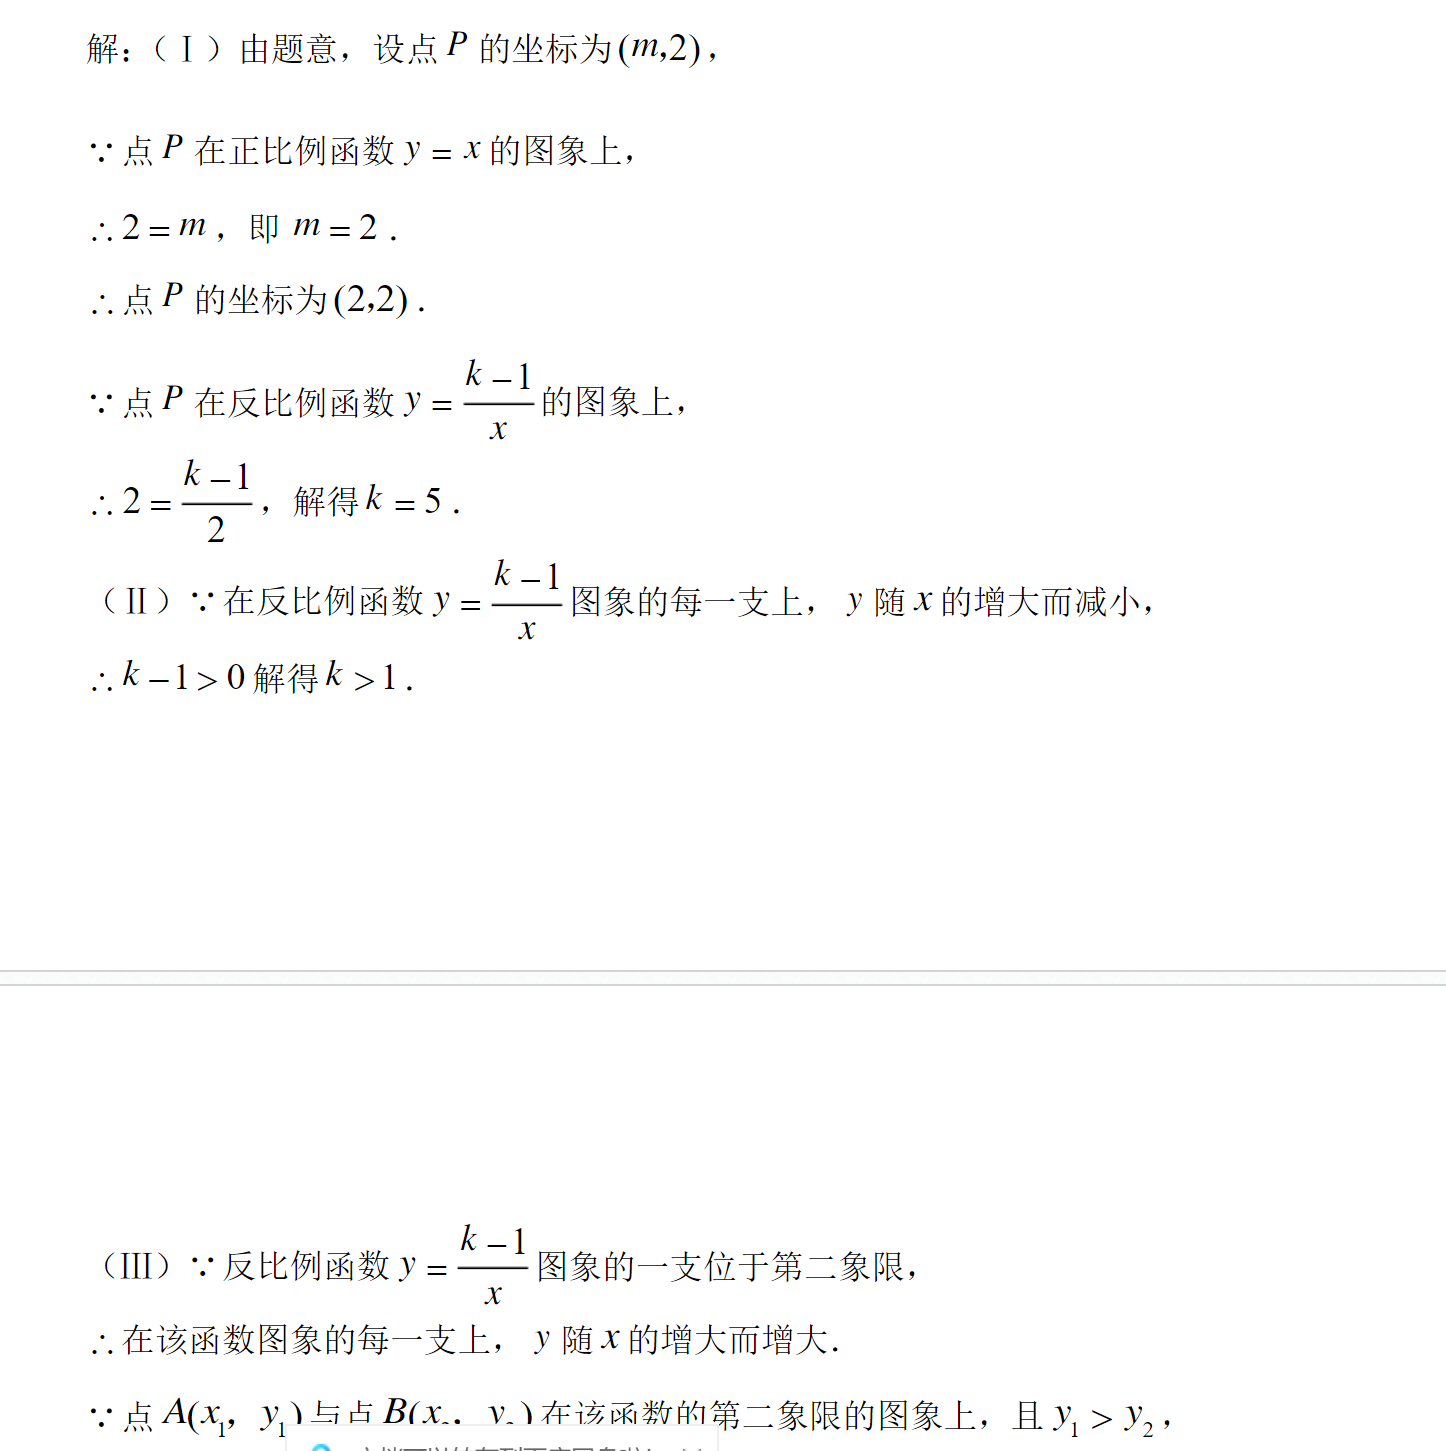 解：（Ⅰ）由题意，设点 P 的坐标为(m,2)，
∵点 P 在正比例函数 y = x 的图象上，
∴2 = m，即 m = 2．
∴点 P 的坐标为(2,2)．
∵点 P 在反比例函数 y = (k－1)/x 的图象上，
∴2 = (k－1)/2，解得 k = 5．
（Ⅱ）∵在反比例函数 y = (k－1)/x 图象的每一支上， y 随 x 的增大而减小，
∴k－1 > 0 解得 k > 1．
（Ⅲ）∵反比例函数 y = (k－1)/x 图象的一支位于第二象限，
∴在该函数图象的每一支上， y 随 x 的增大而增大．
∵点 A(x₁，y₁) 与点 B(x₂，y₂) 在该函数的第二象限的图象上，且 y₁ > y₂，